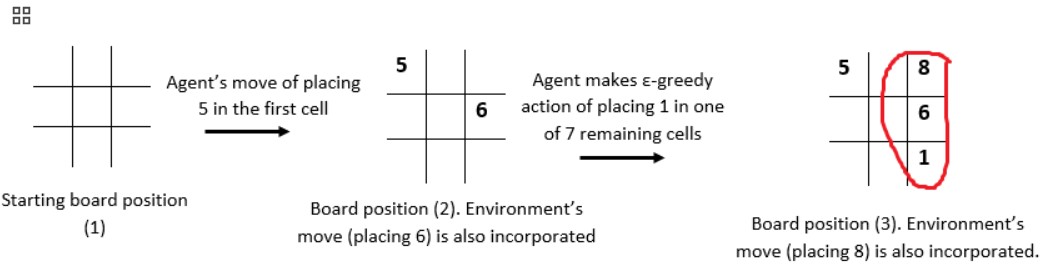 5
6
5
8
6
1
Agent's move of placing
5 in the first cell
Agent makes ε-greedy
action of placing 1 in one
of 7 remaining cells
Starting board position
(1)
Board position (2). Environment's
move (placing 6) is also incorporated
Board position (3). Environment's
move (placing 8) is also incorporated.